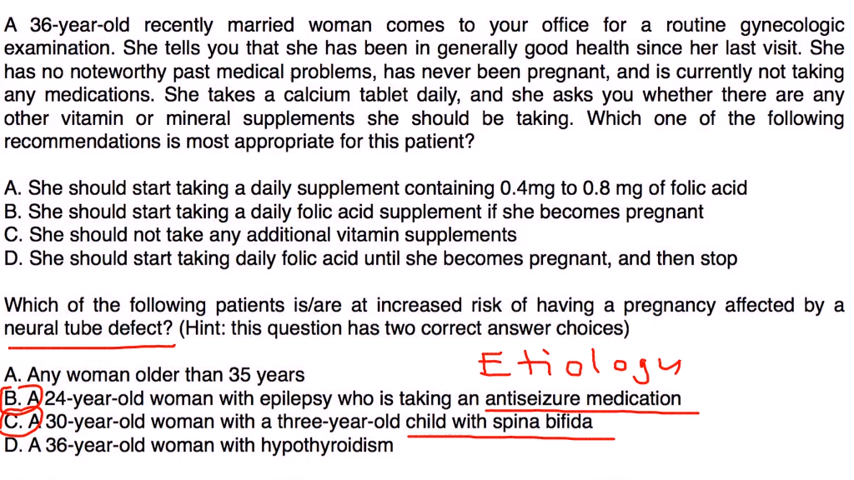 A 36-year-old recently married woman comes to your office for a routine gynecologic
examination. She tells you that she has been in generally good health since her last visit. She
has no noteworthy past medical problems, has never been pregnant, and is currently not taking
any medications. She takes a calcium tablet daily, and she asks you whether there are any
other vitamin or mineral supplements she should be taking. Which one of the following
recommendations is most appropriate for this patient?
A. She should start taking a daily supplement containing 0.4mg to 0.8 mg of folic acid
B. She should start taking a daily folic acid supplement if she becomes pregnant
C. She should not take any additional vitamin supplements
D. She should start taking daily folic acid until she becomes pregnant, and then stop
Which of the following patients is/are at increased risk of having a pregnancy affected by a
neural tube defect? (Hint: this question has two correct answer choices)
Etiology
A. Any woman older than 35 years
B. A 24-year-old woman with epilepsy who is taking an antiseizure medication
C. A 30-year-old woman with a three-year-old child with spina bifida
D. A 36-year-old woman with hypothyroidism